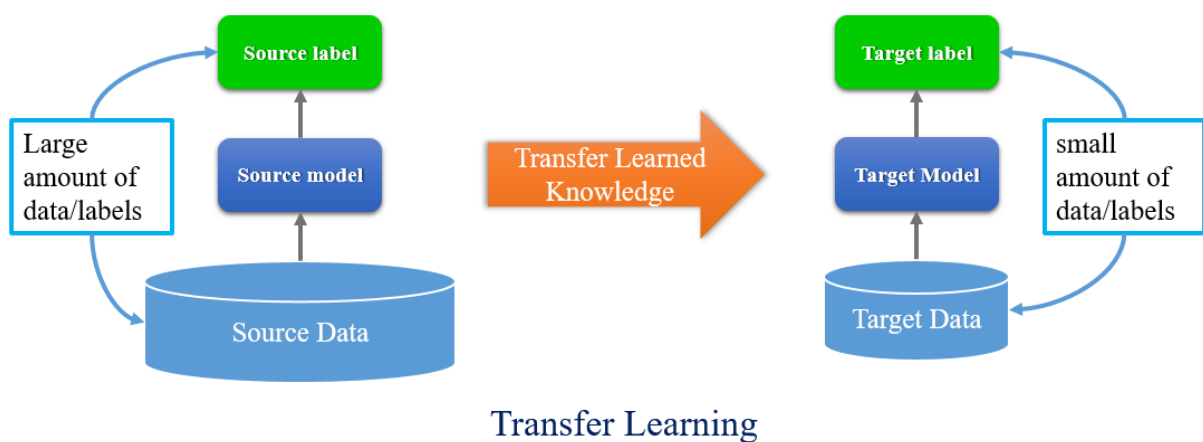 Source label
Large
amount of
data/labels
Source model
Source Data
Transfer Learned
Knowledge
Target label
Target Model
small
amount of
data/labels
Target Data
Transfer Learning